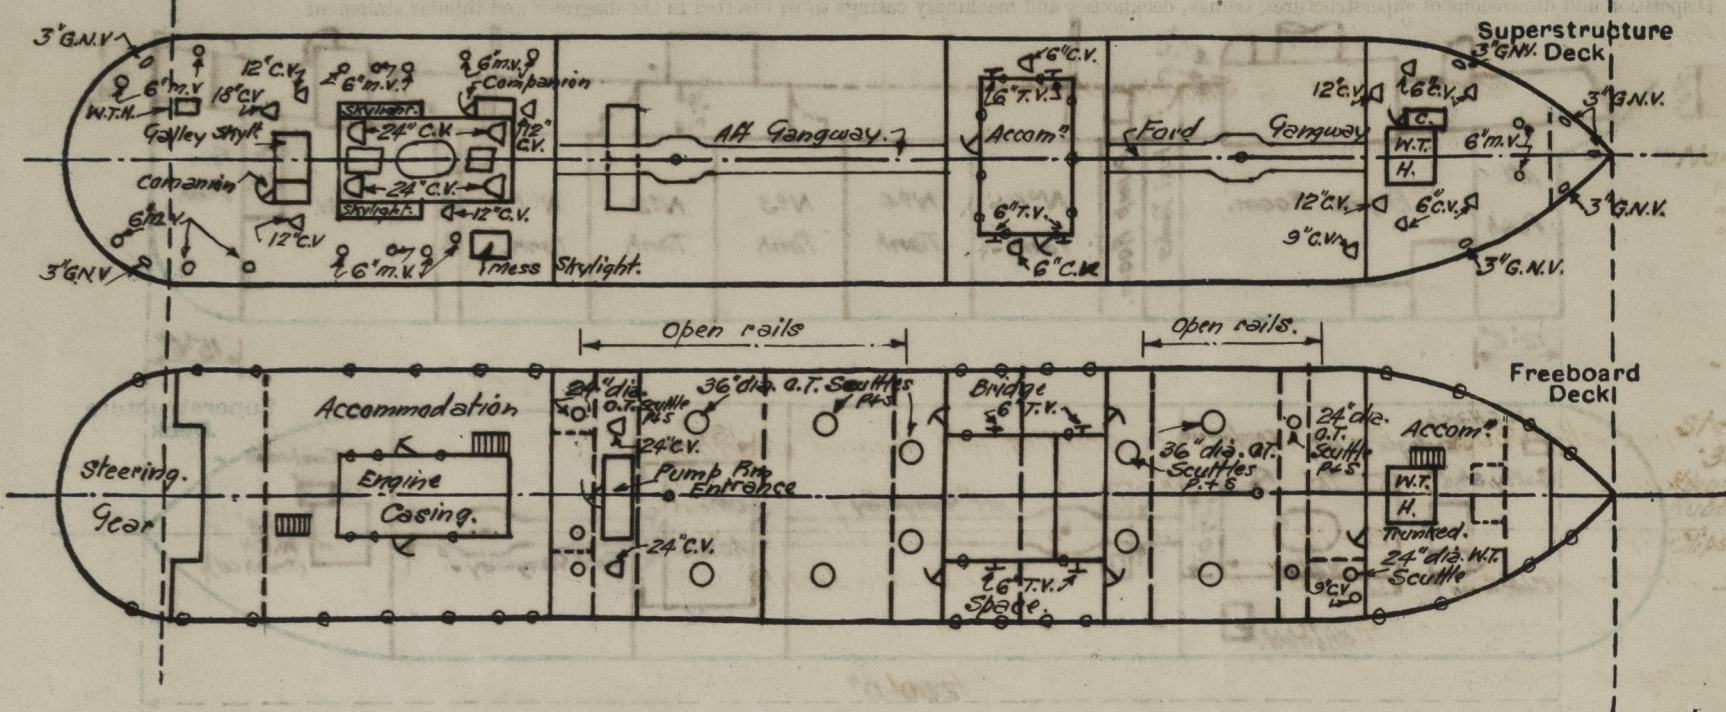 Superstructure
Deck
3"G.N.V
6"m.v
W.T.H.
12"C.V.
18"C.V
Galley Skylt
Comanion
6"m.v.
3"G.N.V
12"C.V
6"m.v.
6"m.v.
Companion
Skylight.
24" C.V.
12"
C.V.
24"C.V.
Skylight.
12"C.V.
6"m.v.
Mess Skylight.
Aft Gangway.
6"C.V.
6"T.V.
Accomn.
6"T.V.
6"C.V.
Ford Gangway
12"C.V.
6"C.V.
3"G.N.V.
3"G.N.V.
C.
W.T.
H.
6"m.v.
12"C.V.
6"C.V.
9"C.V.
3"G.N.V.
3"G.N.V.
Open rails
Open rails.
Freeboard
Deck
Accommodation
Steering.
Gear
Engine
Casing.
24"dia.
O.T. Scuttle
P+S
24"C.V.
Pump Rm
Entrance
24"C.V.
36"dia. O.T. Scuttles
P+S
Bridge
6"T.V.
6"T.V.
Space.
36"dia. O.T.
Scuttles
P.+S
24"dia.
O.T.
Scuttle
P+S.
Accomn.
W.T.
H.
Trunked.
24"dia. W.T.
Scuttle
9"C.V.